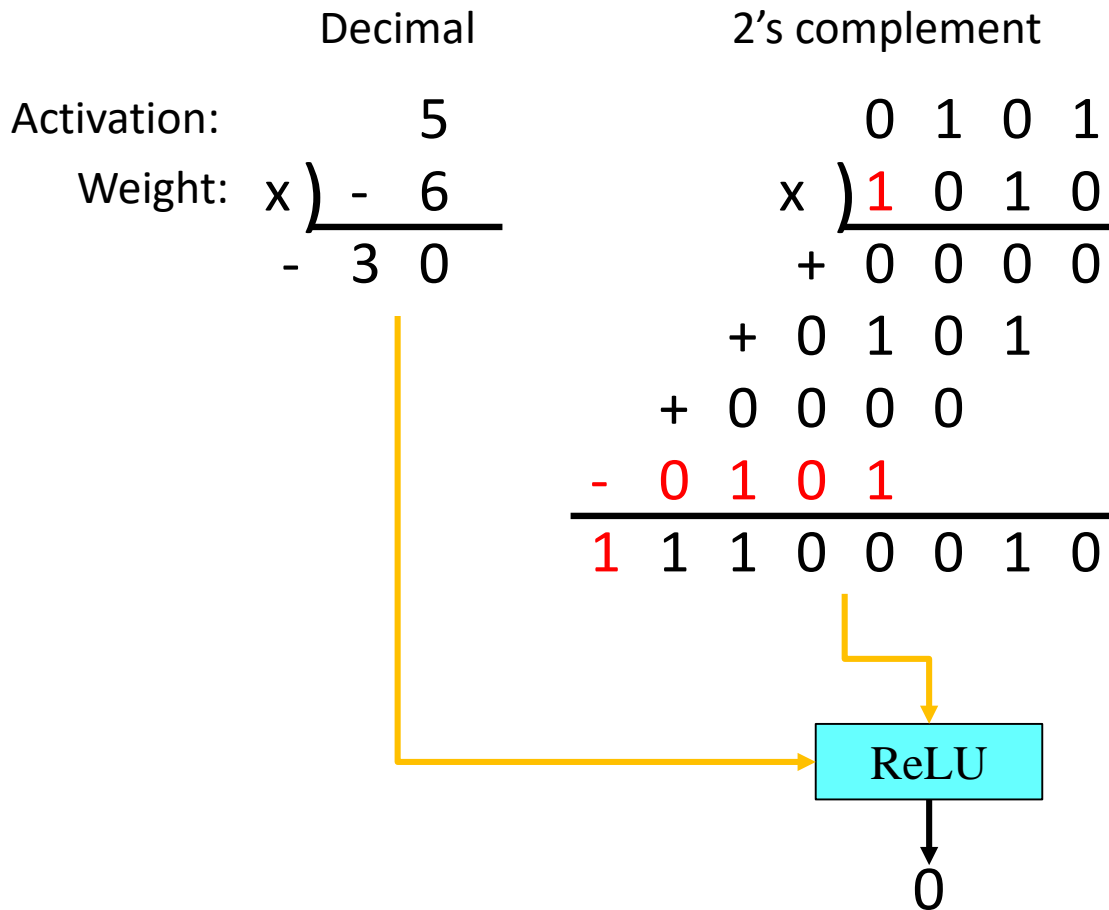 Decimal 2's complement
Activation: 5 0 1 0 1
Weight: x ) - 6 x ) 1 0 1 0
- 3 0 + 0 0 0 0
+ 0 1 0 1
+ 0 0 0 0
- 0 1 0 1
1 1 1 0 0 0 1 0
ReLU
0